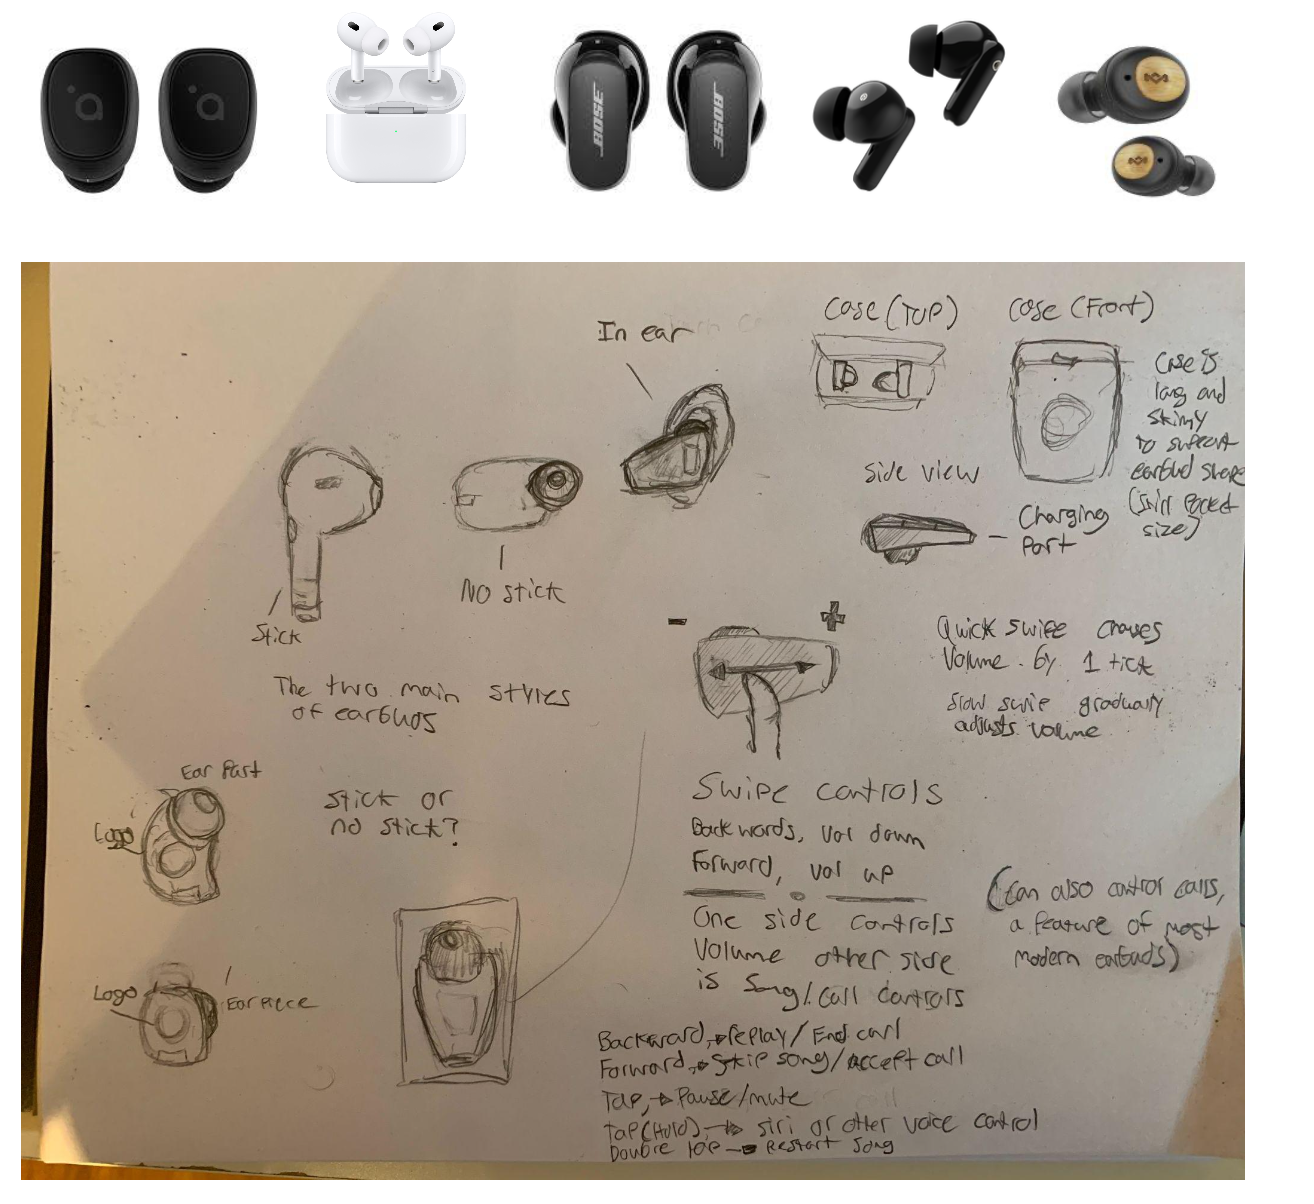 a
a
BOSE
BOSE
In ear
Case (TOP)
Case (Front)
Case is
long and
skinny
to support
earbud shape
(still pocket
size)
Side view
Charging
Port
Stick
No stick
The two main styles
of earbuds
- +
Quick swipe changes
Volume by 1 tick
Slow swipe gradually
adjusts volume
Ear Part
Logo
Stick or
no stick?
Logo
Ear Piece
Swipe controls
Backwords, vol down
Forward, vol up
One side controls
Volume other side
is song/call controls
(Can also control calls,
a feature of most
modern earbuds)
Backward, → replay/End call
Forward, → Skip song/accept call
Tap, → Pause/mute
Tap(Hold), → Siri or other voice control
Double tap → Restart song